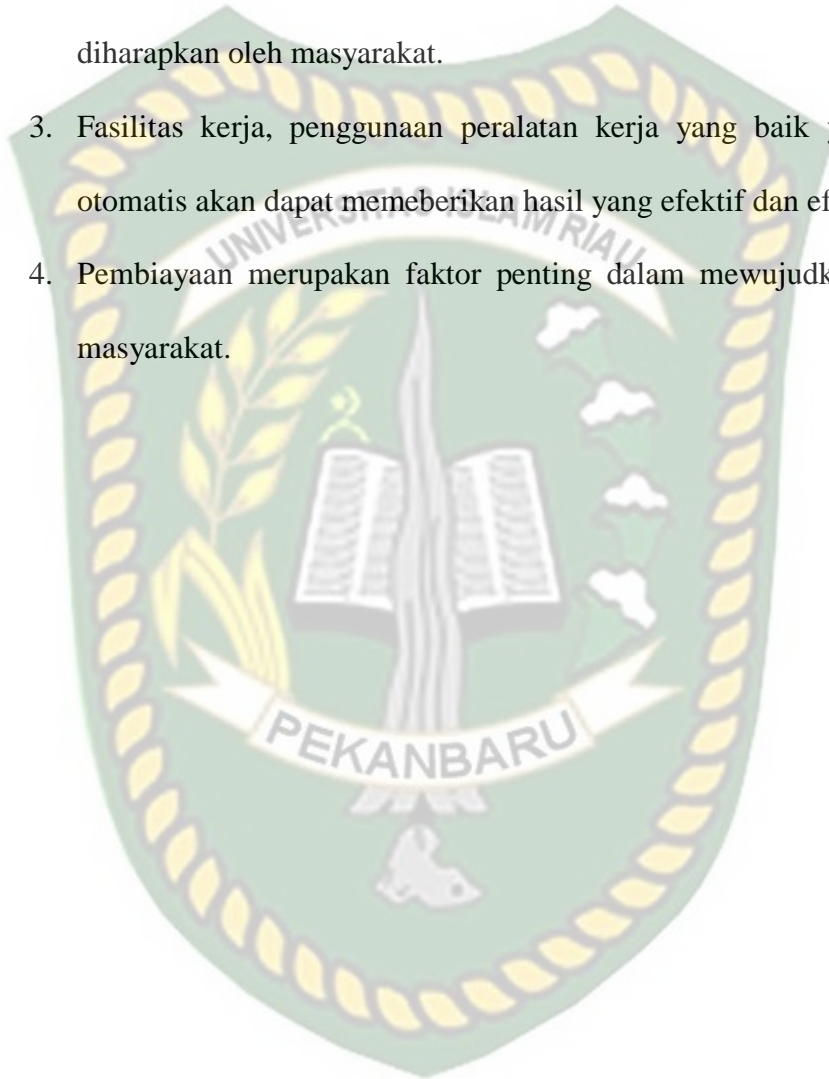 diharapkan oleh masyarakat.
3. Fasilitas kerja, penggunaan peralatan kerja yang baik
otomatis akan dapat memeberikan hasil yang efektif dan
4. Pembiayaan merupakan faktor penting dalam
masyarakat.
UNIVERSITAS ISLAM RIAU
PEKANBARU